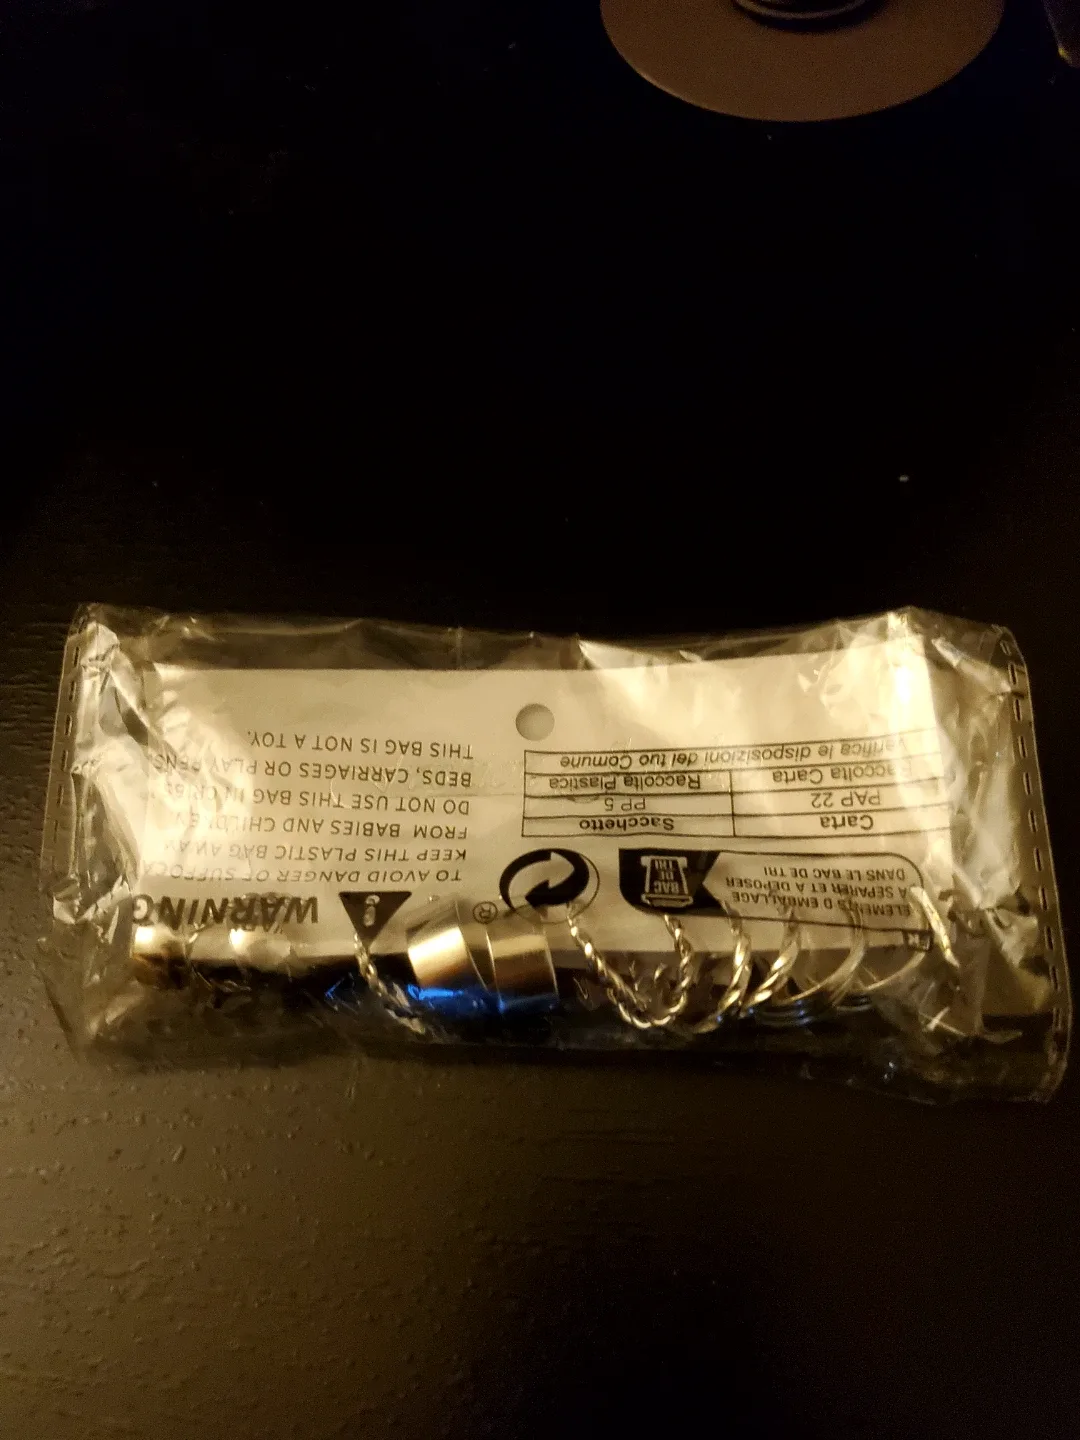 WARNING
TO AVOID DANGER OF
KEEP THIS PLASTIC BAG AWAY
FROM BABIES AND CHILDREN
DO NOT USE THIS BAG IN CRIBS
BEDS, CARRIAGES OR PLAY PENS.
THIS BAG IS NOT A TOY.
®
ELEMENTS D EMBALLAGE
A SEPARER ET A DEPOSER
DANS LE BAC DE TRI
BAC
DE
TRI
Carta Sacchetto
PAP 22 PP 5
Raccolta Carta Raccolta Plastica
Verifica le disposizioni del tuo Comune